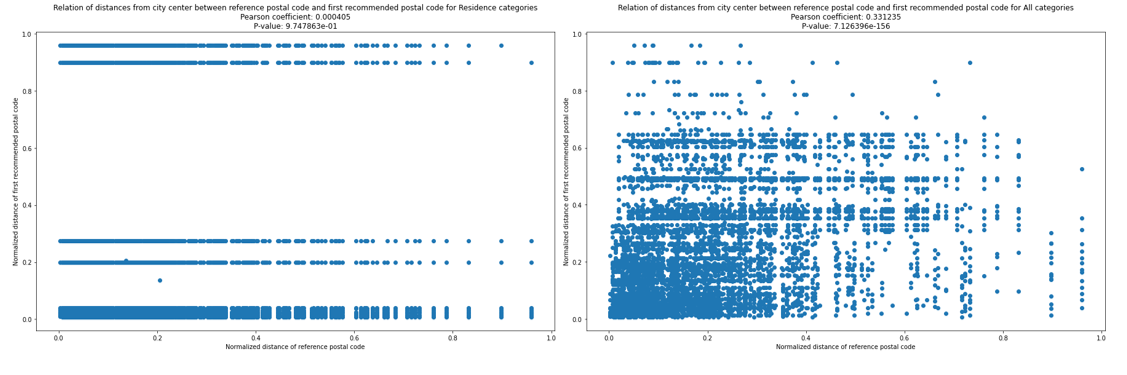 Relation of distances from city center between reference postal code and first recommended postal code for Residence categories
Pearson coefficient: 0.000405
P-value: 9.747863e-01
Normalized distance of first recommended postal code
1.0
0.8
0.6
0.4
0.2
0.0
0.0 0.2 0.4 0.6 0.8 1.0
Normalized distance of reference postal code
Relation of distances from city center between reference postal code and first recommended postal code for All categories
Pearson coefficient: 0.331235
P-value: 7.126396e-156
Normalized distance of first recommended postal code
1.0
0.8
0.6
0.4
0.2
0.0
0.0 0.2 0.4 0.6 0.8 1.0
Normalized distance of reference postal code